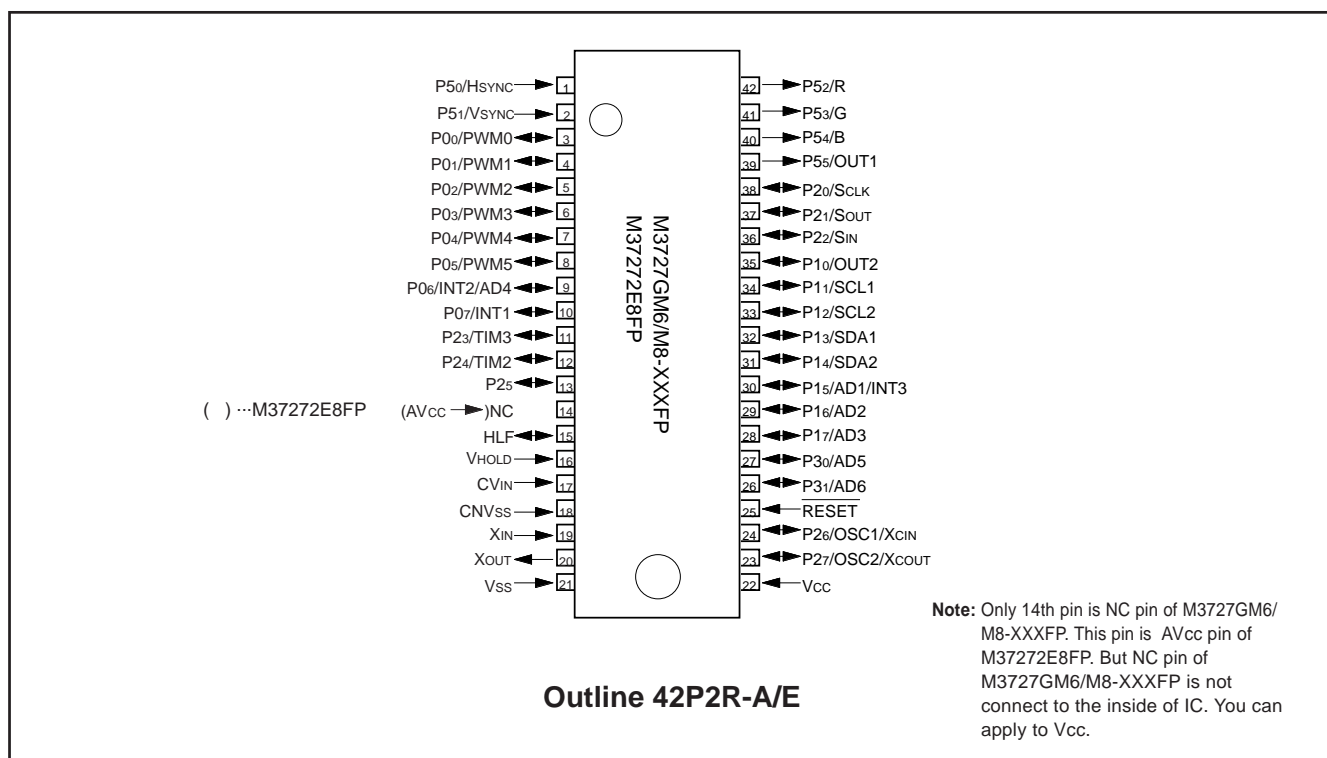 P50/HSYNC 1
P51/VSYNC 2
P00/PWM0 3
P01/PWM1 4
P02/PWM2 5
P03/PWM3 6
P04/PWM4 7
P05/PWM5 8
P06/INT2/AD4 9
P07/INT1 10
P23/TIM3 11
P24/TIM2 12
P25 13
( ) ···M37272E8FP (AVCC )NC 14
HLF 15
VHOLD 16
CVIN 17
CNVSS 18
XIN 19
XOUT 20
VSS 21
M3727GM6/M8-XXXFP
M37272E8FP
42 P52/R
41 P53/G
40 P54/B
39 P55/OUT1
38 P20/SCLK
37 P21/SOUT
36 P22/SIN
35 P10/OUT2
34 P11/SCL1
33 P12/SCL2
32 P13/SDA1
31 P14/SDA2
30 P15/AD1/INT3
29 P16/AD2
28 P17/AD3
27 P30/AD5
26 P31/AD6
25 RESET
24 P26/OSC1/XCIN
23 P27/OSC2/XCOUT
22 VCC
Note: Only 14th pin is NC pin of M3727GM6/
M8-XXXFP. This pin is AVcc pin of
M37272E8FP. But NC pin of
M3727GM6/M8-XXXFP is not
connect to the inside of IC. You can
apply to Vcc.
Outline 42P2R-A/E